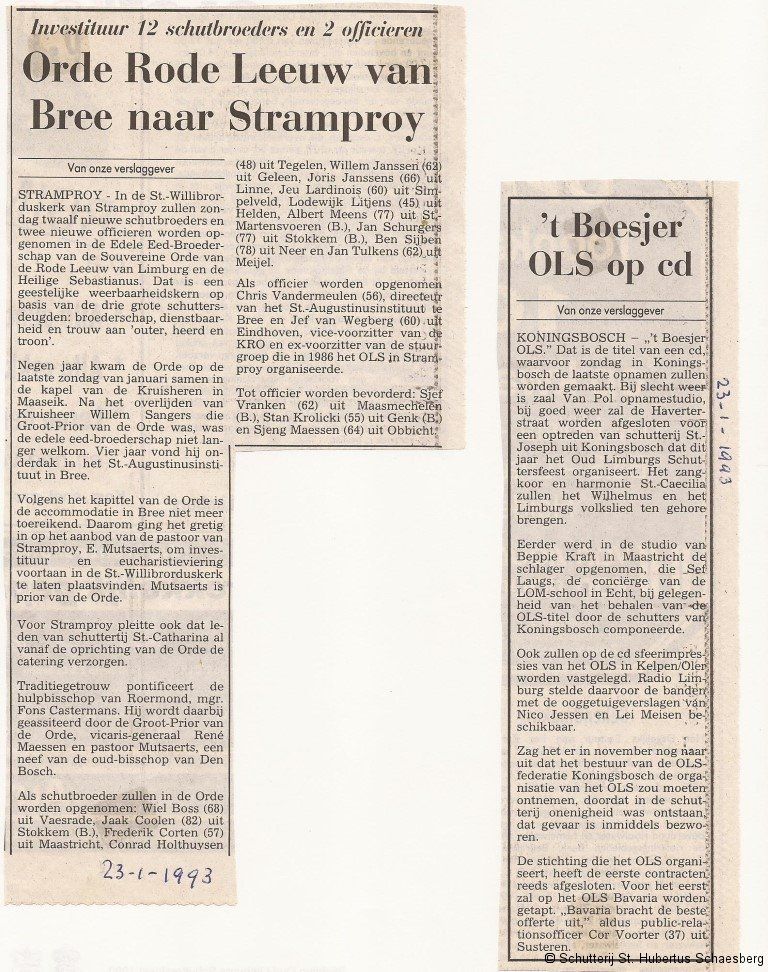 Investituur 12 schutbroeders en 2 officieren
Orde Rode Leeuw van
Bree naar Stramproy
Van onze verslaggever
STRAMPROY - In de St.-Willibror-
duskerk van Stramproy zullen zon-
dag twaalf nieuwe schutbroeders en
twee nieuwe officieren worden op-
genomen in de Edele Eed-Broeder-
schap van de Souvereine Orde van
de Rode Leeuw van Limburg en de
Heilige Sebastianus. Dat is een
geestelijke weerbaarheidskern op
basis van de drie grote schutters-
deugden: broederschap, dienstbaar-
heid en trouw aan 'outer, heerd en
troon'.
Negen jaar kwam de Orde op de
laatste zondag van januari samen in
de kapel van de Kruisheren in
Maaseik. Na het overlijden van
Kruisheer Willem Sangers die
Groot-Prior van de Orde was, was
de edele eed-broederschap niet lan-
ger welkom. Vier jaar vond hij on-
derdak in het St.-Augustinusinsti-
tuut in Bree.
Volgens het kapittel van de Orde is
de accommodatie in Bree niet meer
toereikend. Daarom ging het gretig
in op het aanbod van de pastoor van
Stramproy, E. Mutsaerts, om inves-
tituur en eucharistieviering
voortaan in de St.-Willibrorduskerk
te laten plaatsvinden. Mutsaerts is
prior van de Orde.
Voor Stramproy pleitte ook dat le-
den van schuttertij St.-Catharina al
vanaf de oprichting van de Orde de
catering verzorgen.
Traditiegetrouw pontificeert de
hulpbisschop van Roermond, mgr.
Fons Castermans. Hij wordt daarbij
geassiteerd door de Groot-Prior van
de Orde, vicaris-generaal René
Maessen en pastoor Mutsaerts, een
neef van de oud-bisschop van Den
Bosch.
Als schutbroeder zullen in de Orde
worden opgenomen: Wiel Boss (68)
uit Vaesrade, Jaak Coolen (82) uit
Stokkem (B.), Frederik Corten (57)
uit Maastricht, Conrad Holthuysen
(48) uit Tegelen, Willem Janssen (62)
uit Geleen, Joris Janssens (66) uit
Linne, Jeu Lardinois (60) uit Sim-
pelveld, Lodewijk Litjens (45) uit
Helden, Albert Meens (77) uit St.-
Martensvoeren (B.), Jan Schurgers
(77) uit Stokkem (B.), Ben Sijben
(78) uit Neer en Jan Tulkens (62) uit
Meijel.
Als officier worden opgenomen
Chris Vandermeulen (56), directeur
van het St.-Augustinusinstituut te
Bree en Jef van Wegberg (60) uit
Eindhoven, vice-voorzitter van de
KRO en ex-voorzitter van de stuur-
groep die in 1986 het OLS in Stram-
proy organiseerde.
Tot officier worden bevorderd: Sjef
Vranken (62) uit Maasmechelen
(B.), Stan Krolicki (53) uit Genk (B.)
en Sjeng Maessen (64) uit Obbicht.
23-1-1993
't Boesjer
OLS op cd
Van onze verslaggever
KONINGSBOSCH – „'t Boesjer
OLS." Dat is de titel van een cd,
waarvoor zondag in Konings-
bosch de laatste opnamen zullen
worden gemaakt. Bij slecht weer
is zaal Van Pol opnamestudio,
bij goed weer zal de Haverter-
straat worden afgesloten voor
een optreden van schutterij St.-
Joseph uit Koningsbosch dat dit
jaar het Oud Limburgs Schut-
tersfeest organiseert. Het zang-
koor en harmonie St.-Caecilia
zullen het Wilhelmus en het
Limburgs volkslied ten gehore
brengen.
Eerder werd in de studio van
Beppie Kraft in Maastricht de
schlager opgenomen, die Sef
Laugs, de conciërge van de
LOM-school in Echt, bij gelegen-
heid van het behalen van de
OLS-titel door de schutters van
Koningsbosch componeerde.
Ook zullen op de cd sfeerimpres-
sies van het OLS in Kelpen/Oler
worden vastgelegd. Radio Lim-
burg stelde daarvoor de banden
met de ooggetuigeverslagen van
Nico Jessen en Lei Meisen be-
schikbaar.
Zag het er in november nog naar
uit dat het bestuur van de OLS-
federatie Koningsbosch de orga-
nisatie van het OLS zou moeten
ontnemen, doordat in de schut-
terij onenigheid was ontstaan,
dat gevaar is inmiddels bezwo-
ren.
De stichting die het OLS organi-
seert, heeft de eerste contracten
reeds afgesloten. Voor het eerst
zal op het OLS Bavaria worden
getapt. „Bavaria bracht de beste
offerte uit," aldus public-rela-
tionsofficer Cor Voorter (37) uit
Susteren.
23-1-1993
© Schutterij St. Hubertus Schaesberg